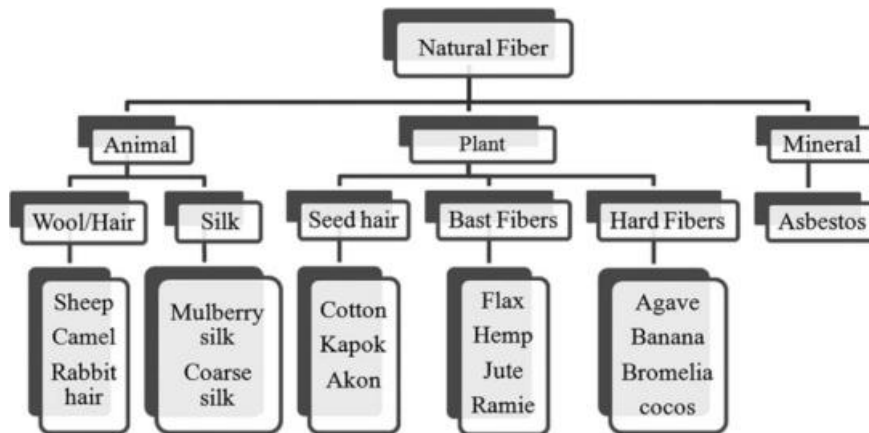 Natural Fiber
Animal
Plant
Mineral
Wool/Hair
Silk
Seed hair
Bast Fibers
Hard Fibers
Asbestos
Sheep
Camel
Rabbit
hair
Mulberry
silk
Coarse
silk
Cotton
Kapok
Akon
Flax
Hemp
Jute
Ramie
Agave
Banana
Bromelia
cocos